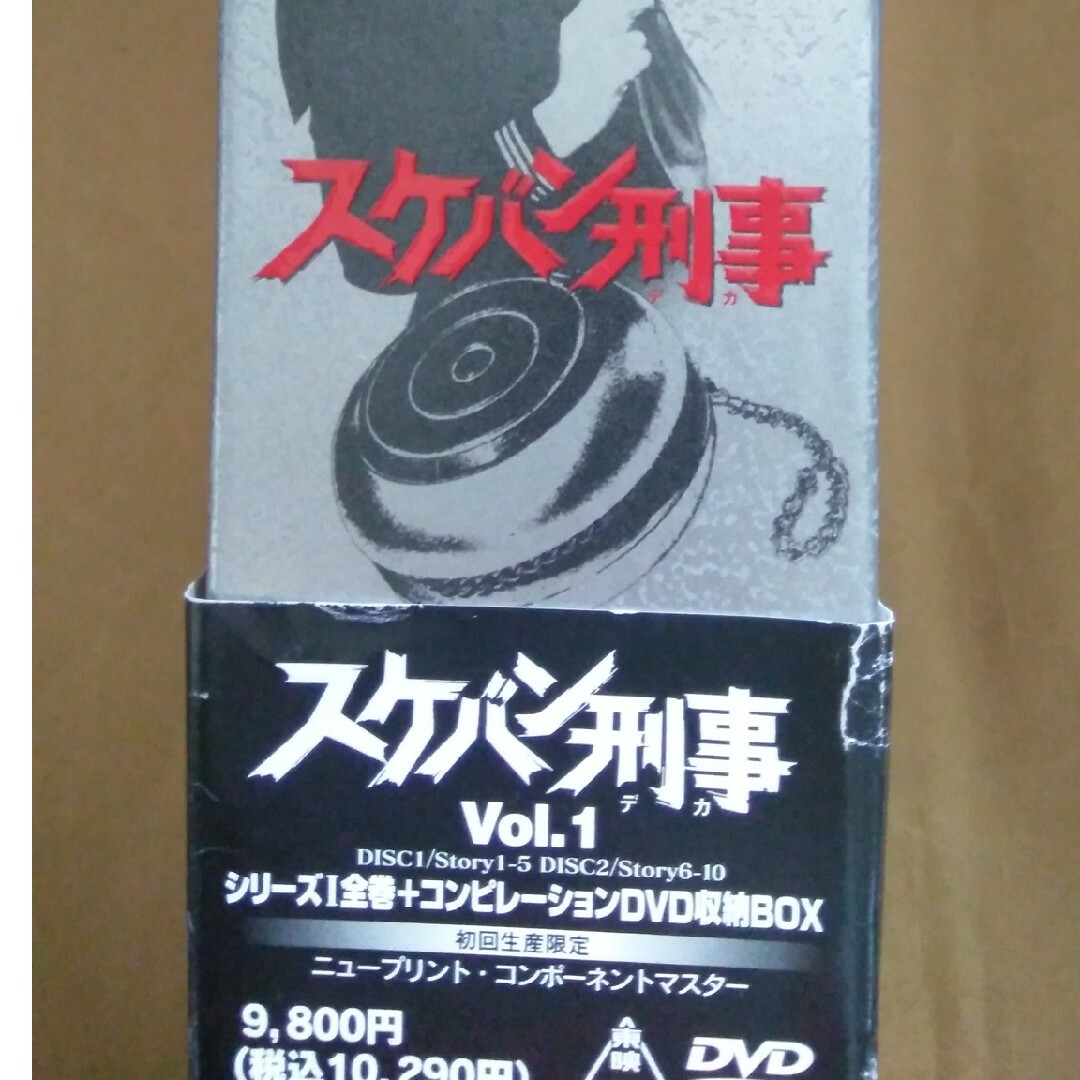 スケバン刑事
デカ
スケバン刑事
デカ
Vol.1
DISC1/Story1-5 DISC2/Story6-10
シリーズI全巻+コンピレーションDVD収納BOX
初回生産限定
ニュープリント・コンポーネントマスター
9,800円
(税込10,290円)
東映
DVD